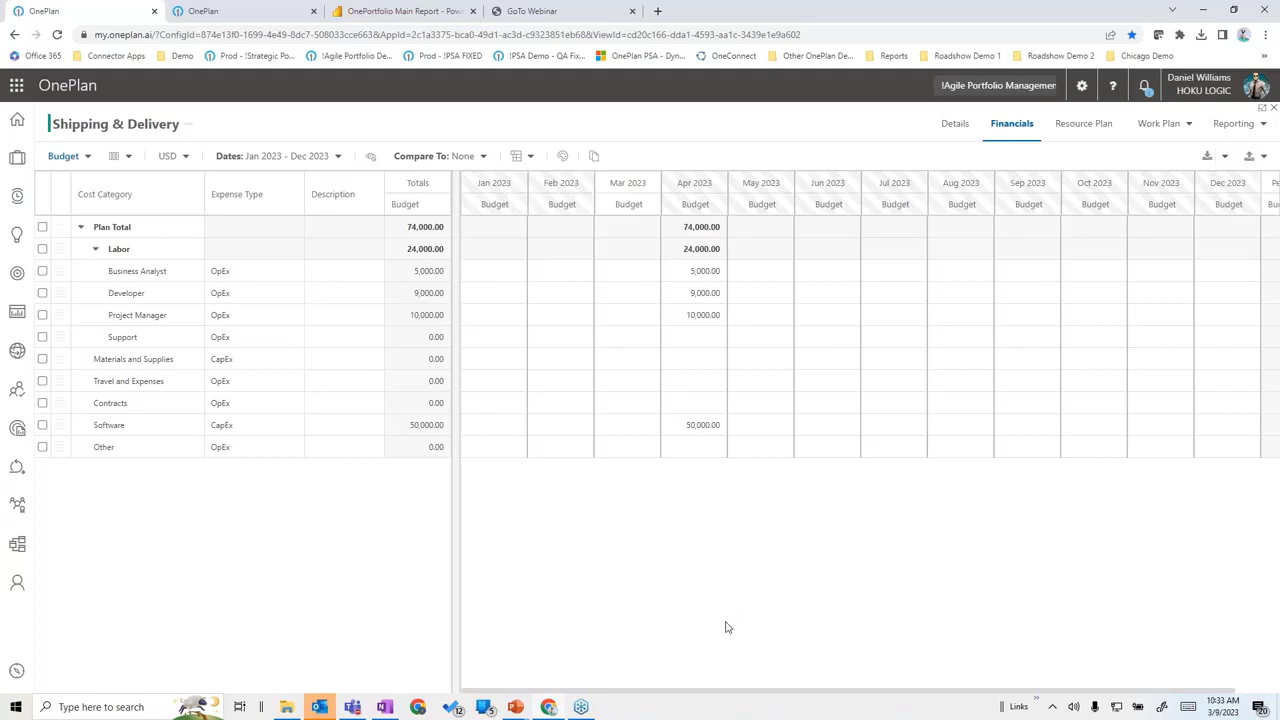 OnePlan
OnePlan
OnePortfolio Main Report - Powe
GoTo Webinar
my.oneplan.ai/?ConfigId=874e13f0-1699-4e49-8dc7-508033cce663&AppId=2c1a3375-bca0-49d1-ac3d-c9323851eb68&ViewId=cd20c166-dda1-4593-aa1c-3439e1e9a602
Office 365
Connector Apps
Demo
Prod - !Strategic Po...
!Agile Portfolio Del...
Prod - !PSA FIXED
!PSA Demo - QA Fix...
OnePlan PSA - Dyn...
OneConnect
Other OnePlan De...
Reports
Roadshow Demo 1
Roadshow Demo 2
Chicago Demo
OnePlan
!Agile Portfolio Managemen
Daniel Williams
HOKU LOGIC
Shipping & Delivery
Details
Financials
Resource Plan
Work Plan
Reporting
Budget
USD
Dates: Jan 2023 - Dec 2023
Compare To: None
Cost Category Expense Type Description Totals Jan 2023 Feb 2023 Mar 2023 Apr 2023 May 2023 Jun 2023 Jul 2023 Aug 2023 Sep 2023 Oct 2023 Nov 2023 Dec 2023 Pe
Budget Budget Budget Budget Budget Budget Budget Budget Budget Budget Budget Budget Budget Bud
Plan Total 74,000.00 74,000.00
Labor 24,000.00 24,000.00
Business Analyst OpEx 5,000.00 5,000.00
Developer OpEx 9,000.00 9,000.00
Project Manager OpEx 10,000.00 10,000.00
Support OpEx 0.00
Materials and Supplies CapEx 0.00
Travel and Expenses OpEx 0.00
Contracts OpEx 0.00
Software CapEx 50,000.00 50,000.00
Other OpEx 0.00
Type here to search
12
5
Links
10:33 AM
3/9/2023
20